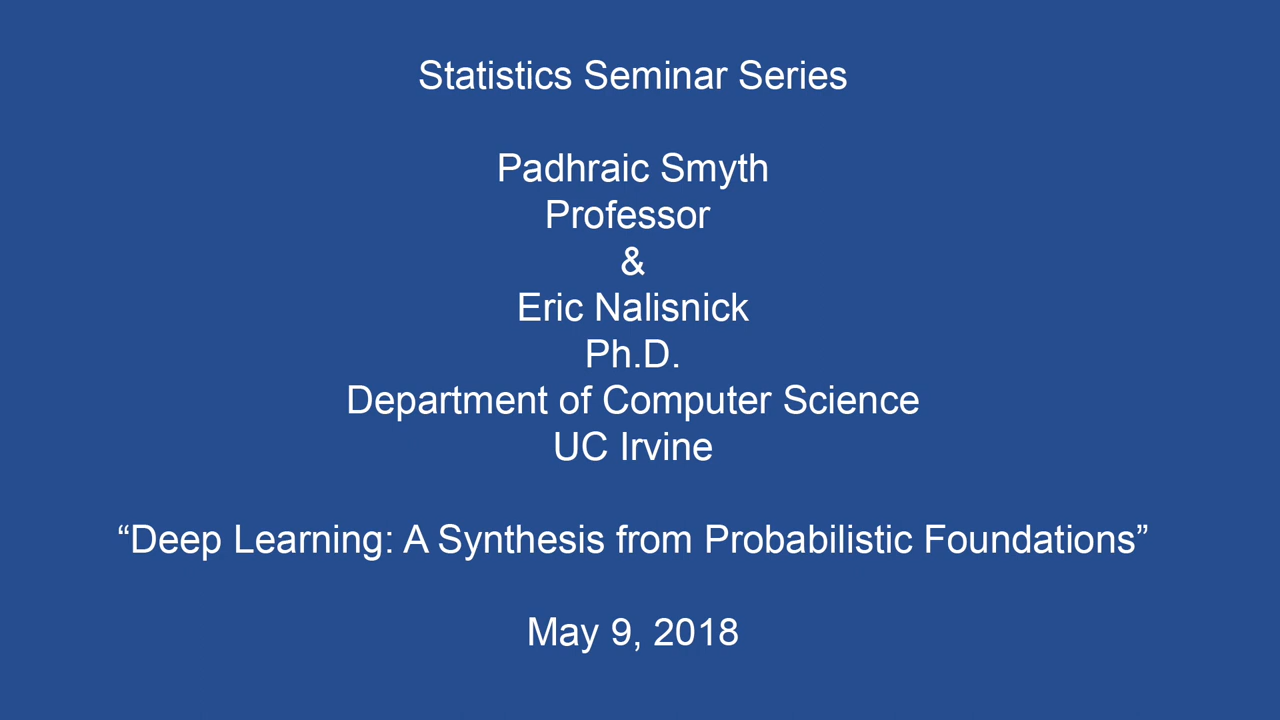 Statistics Seminar Series
Padhraic Smyth
Professor
&
Eric Nalisnick
Ph.D.
Department of Computer Science
UC Irvine
“Deep Learning: A Synthesis from Probabilistic Foundations”
May 9, 2018